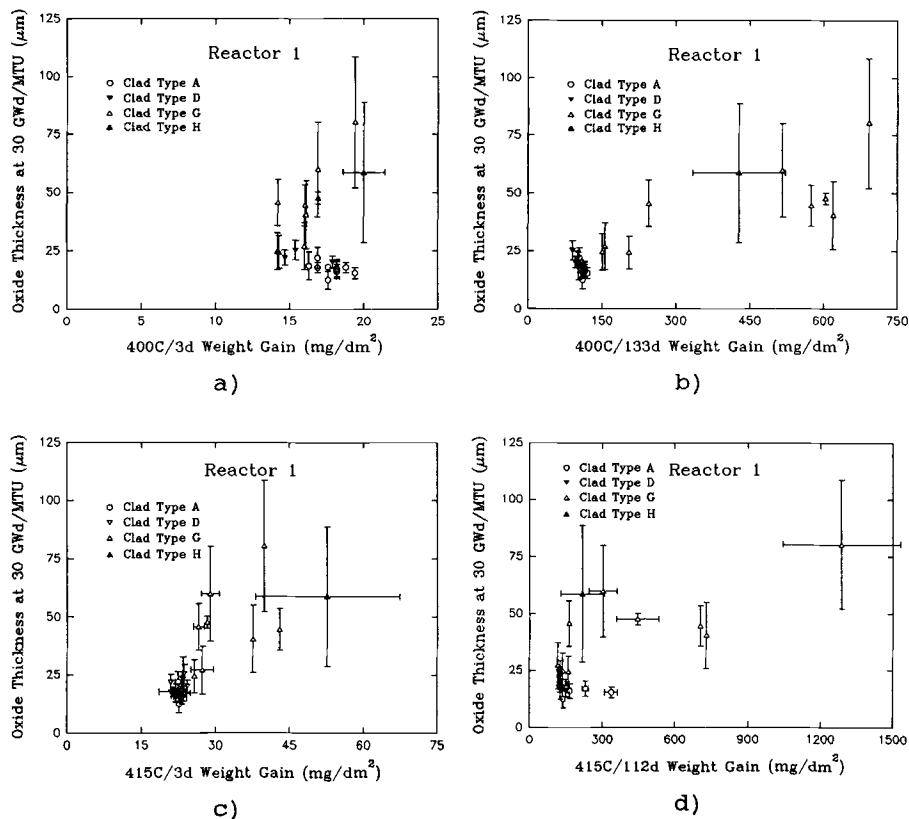 125
100
75
50
25
0
Oxide Thickness at 30 GWd/MTU (μm)
Reactor 1
Clad Type A
Clad Type D
Clad Type G
Clad Type H
0 5 10 15 20 25
400C/3d Weight Gain (mg/dm²)
a)
125
100
75
50
25
0
Oxide Thickness at 30 GWd/MTU (μm)
Reactor 1
Clad Type A
Clad Type D
Clad Type G
Clad Type H
0 150 300 450 600 750
400C/133d Weight Gain (mg/dm²)
b)
125
100
75
50
25
0
Oxide Thickness at 30 GWd/MTU (μm)
Reactor 1
Clad Type A
Clad Type D
Clad Type G
Clad Type H
0 15 30 45 60 75
415C/3d Weight Gain (mg/dm²)
c)
125
100
75
50
25
0
Oxide Thickness at 30 GWd/MTU (μm)
Reactor 1
Clad Type A
Clad Type D
Clad Type G
Clad Type H
0 300 600 900 1200 1500
415C/112d Weight Gain (mg/dm²)
d)